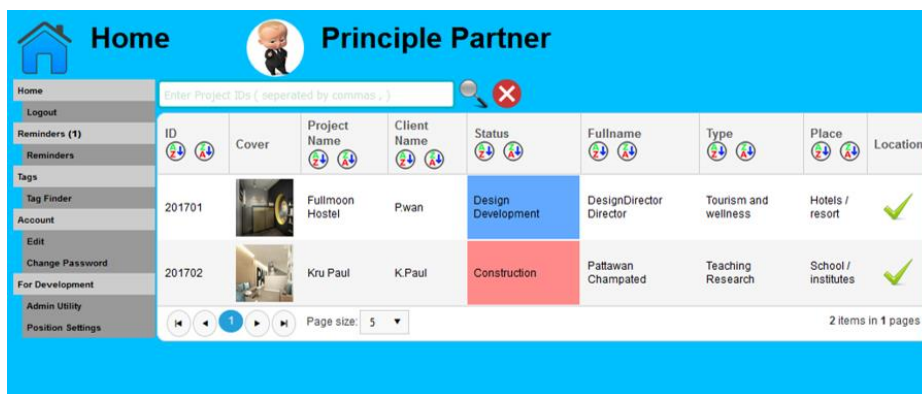 Home
Principle Partner
Home
Logout
Reminders (1)
Reminders
Tags
Tag Finder
Account
Edit
Change Password
For Development
Admin Utility
Position Settings
Enter Project IDs ( seperated by commas , )
ID Cover Project Name Client Name Status Fullname Type Place Location
201701 Fullmoon Hostel P.wan Design Development DesignDirector Director Tourism and wellness Hotels / resort
201702 Kru Paul K.Paul Construction Pattawan Champated Teaching Research School / institutes
1 Page size: 5 2 items in 1 pages